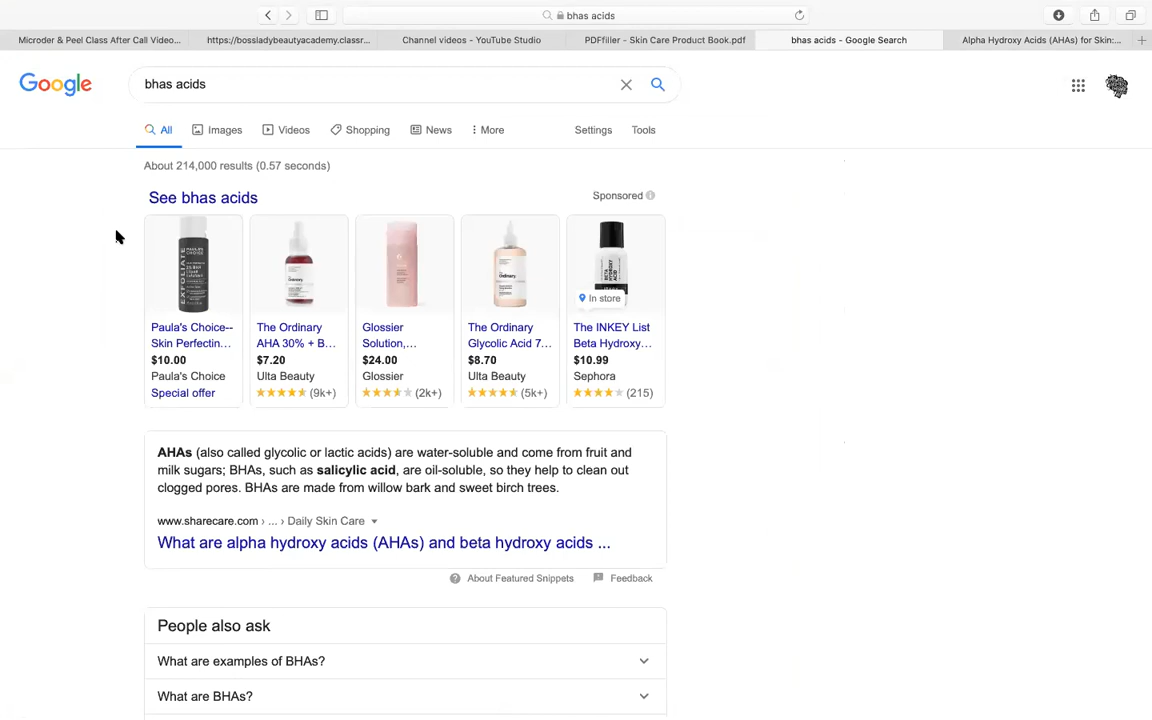 bhas acids
Microder & Peel Class After Call Video...
https://bossladybeautyacademy.classr...
Channel videos - YouTube Studio
PDFfiller - Skin Care Product Book.pdf
bhas acids - Google Search
Alpha Hydroxy Acids (AHAs) for Skin:...
Google
bhas acids
All
Images
Videos
Shopping
News
More
Settings
Tools
About 214,000 results (0.57 seconds)
See bhas acids
Sponsored
EXFOLIATE
Paula's Choice--
Skin Perfectin...
$10.00
Paula's Choice
Special offer
Ordinary.
The Ordinary
AHA 30% + B...
$7.20
Ulta Beauty
(9k+)
Glossier
Solution,...
$24.00
Glossier
(2k+)
Ordinary.
The Ordinary
Glycolic Acid 7...
$8.70
Ulta Beauty
(5k+)
BETA HYDROXY
ACID
In store
The INKEY List
Beta Hydroxy...
$10.99
Sephora
(215)
AHAs (also called glycolic or lactic acids) are water-soluble and come from fruit and
milk sugars; BHAs, such as salicylic acid, are oil-soluble, so they help to clean out
clogged pores. BHAs are made from willow bark and sweet birch trees.
www.sharecare.com › ... › Daily Skin Care
What are alpha hydroxy acids (AHAs) and beta hydroxy acids ...
About Featured Snippets
Feedback
People also ask
What are examples of BHAs?
What are BHAs?